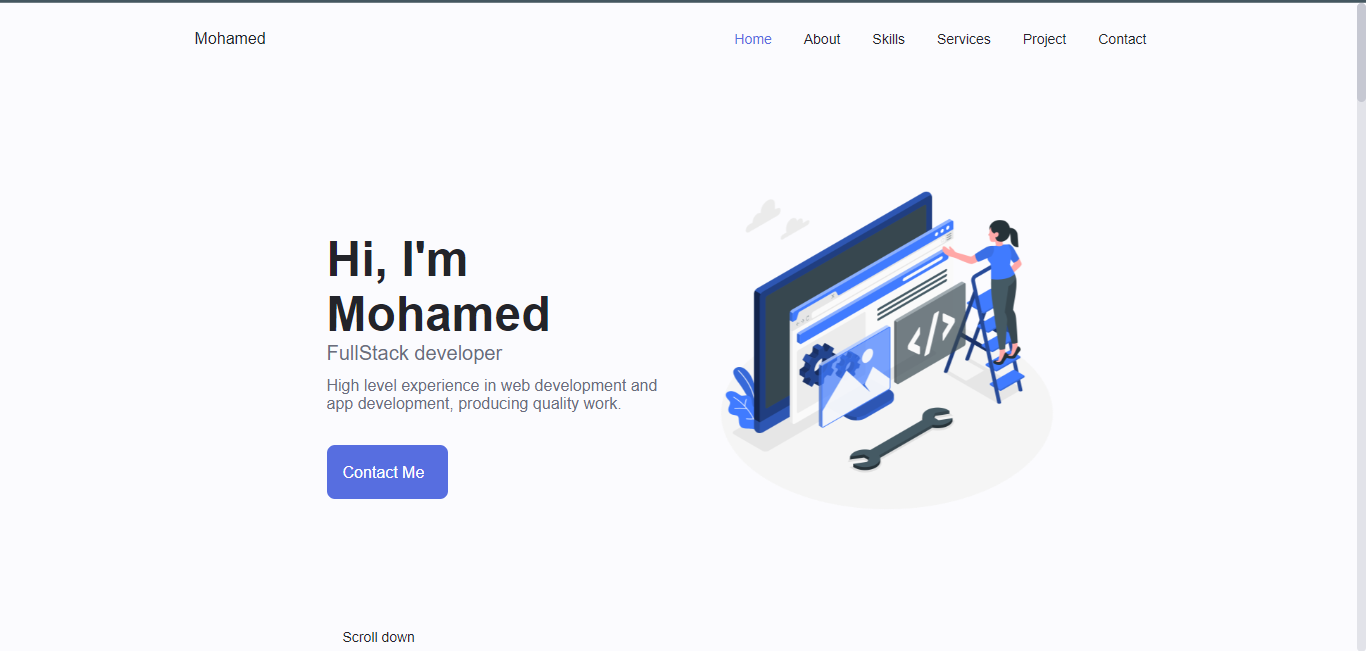 Mohamed
Home About Skills Services Project Contact
Hi, I'm
Mohamed
FullStack developer
High level experience in web development and
app development, producing quality work.
Contact Me
</>
Scroll down